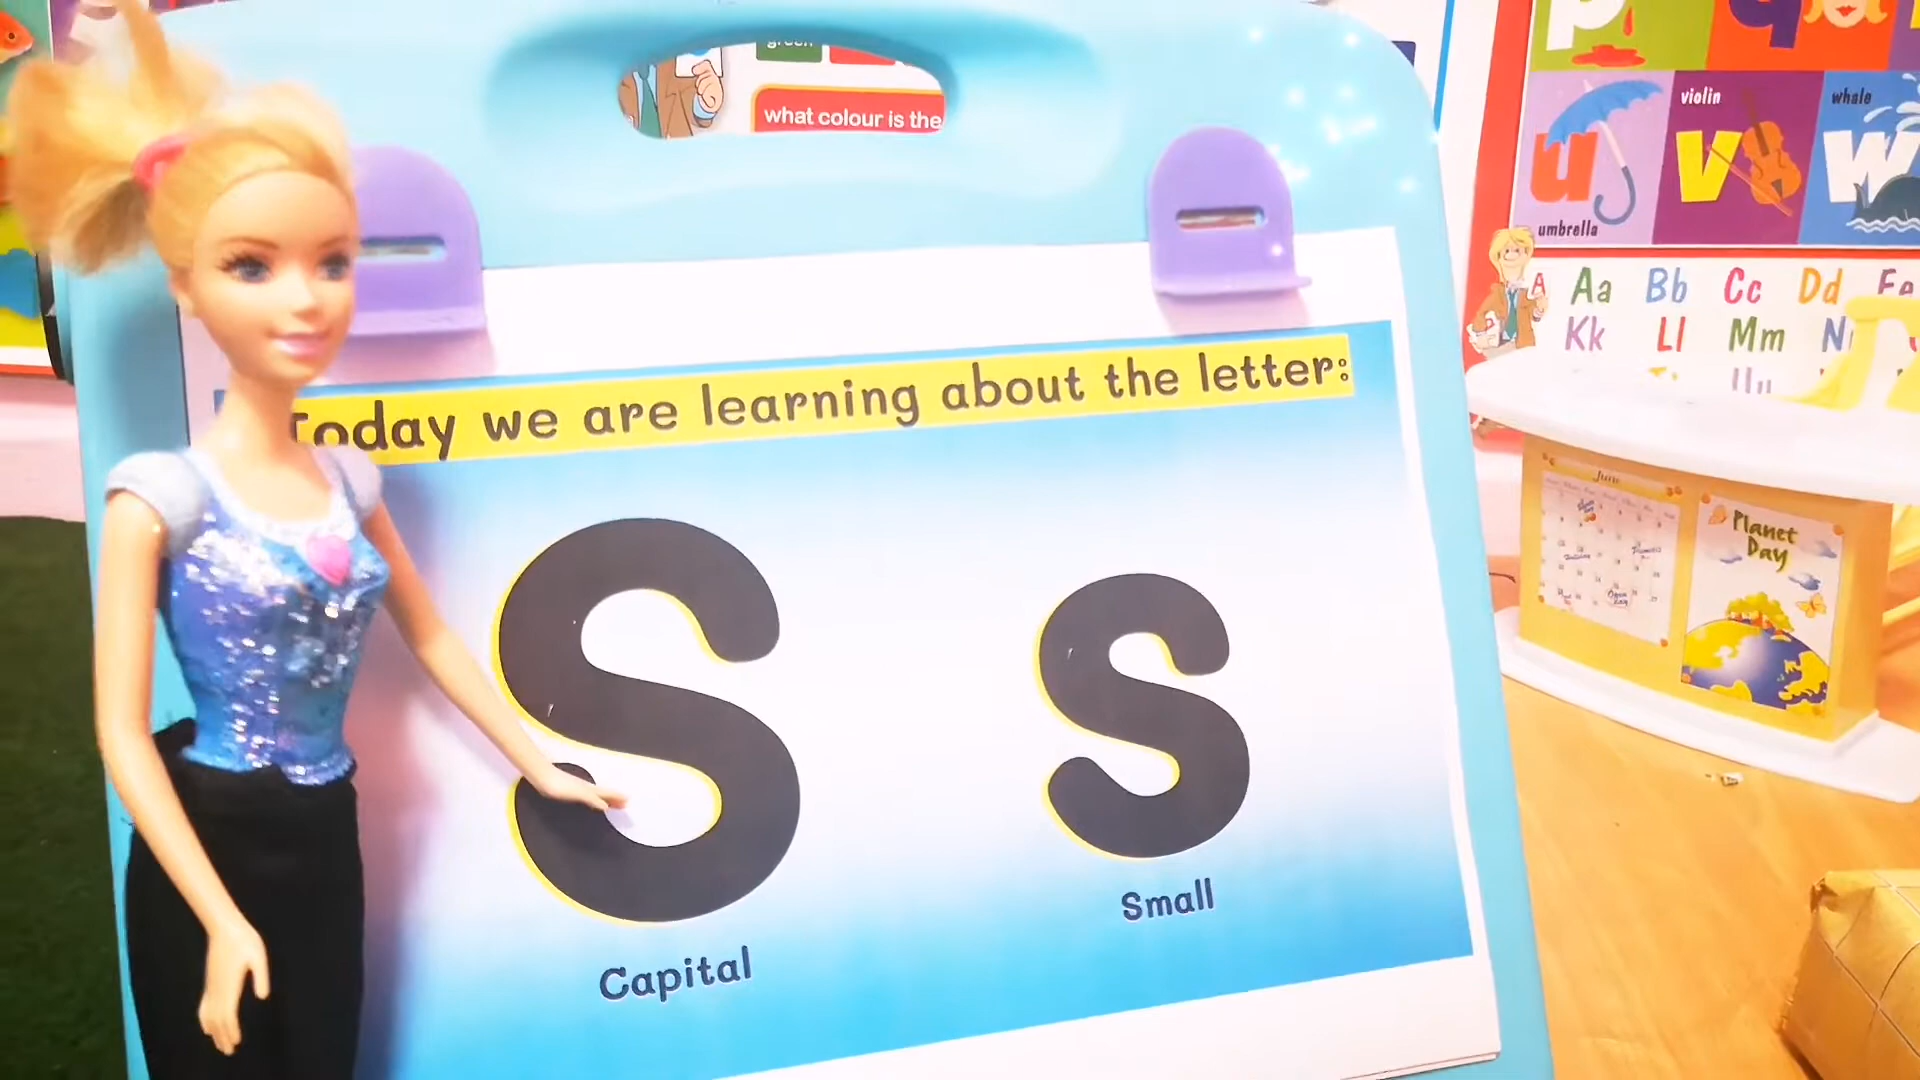 green
what colour is the
Today we are learning about the letter:
S s
Capital
Small
p q
u
umbrella
violin
v
whale
w
A
Aa Bb Cc Dd
Kk Ll Mm
June
Planet
Day